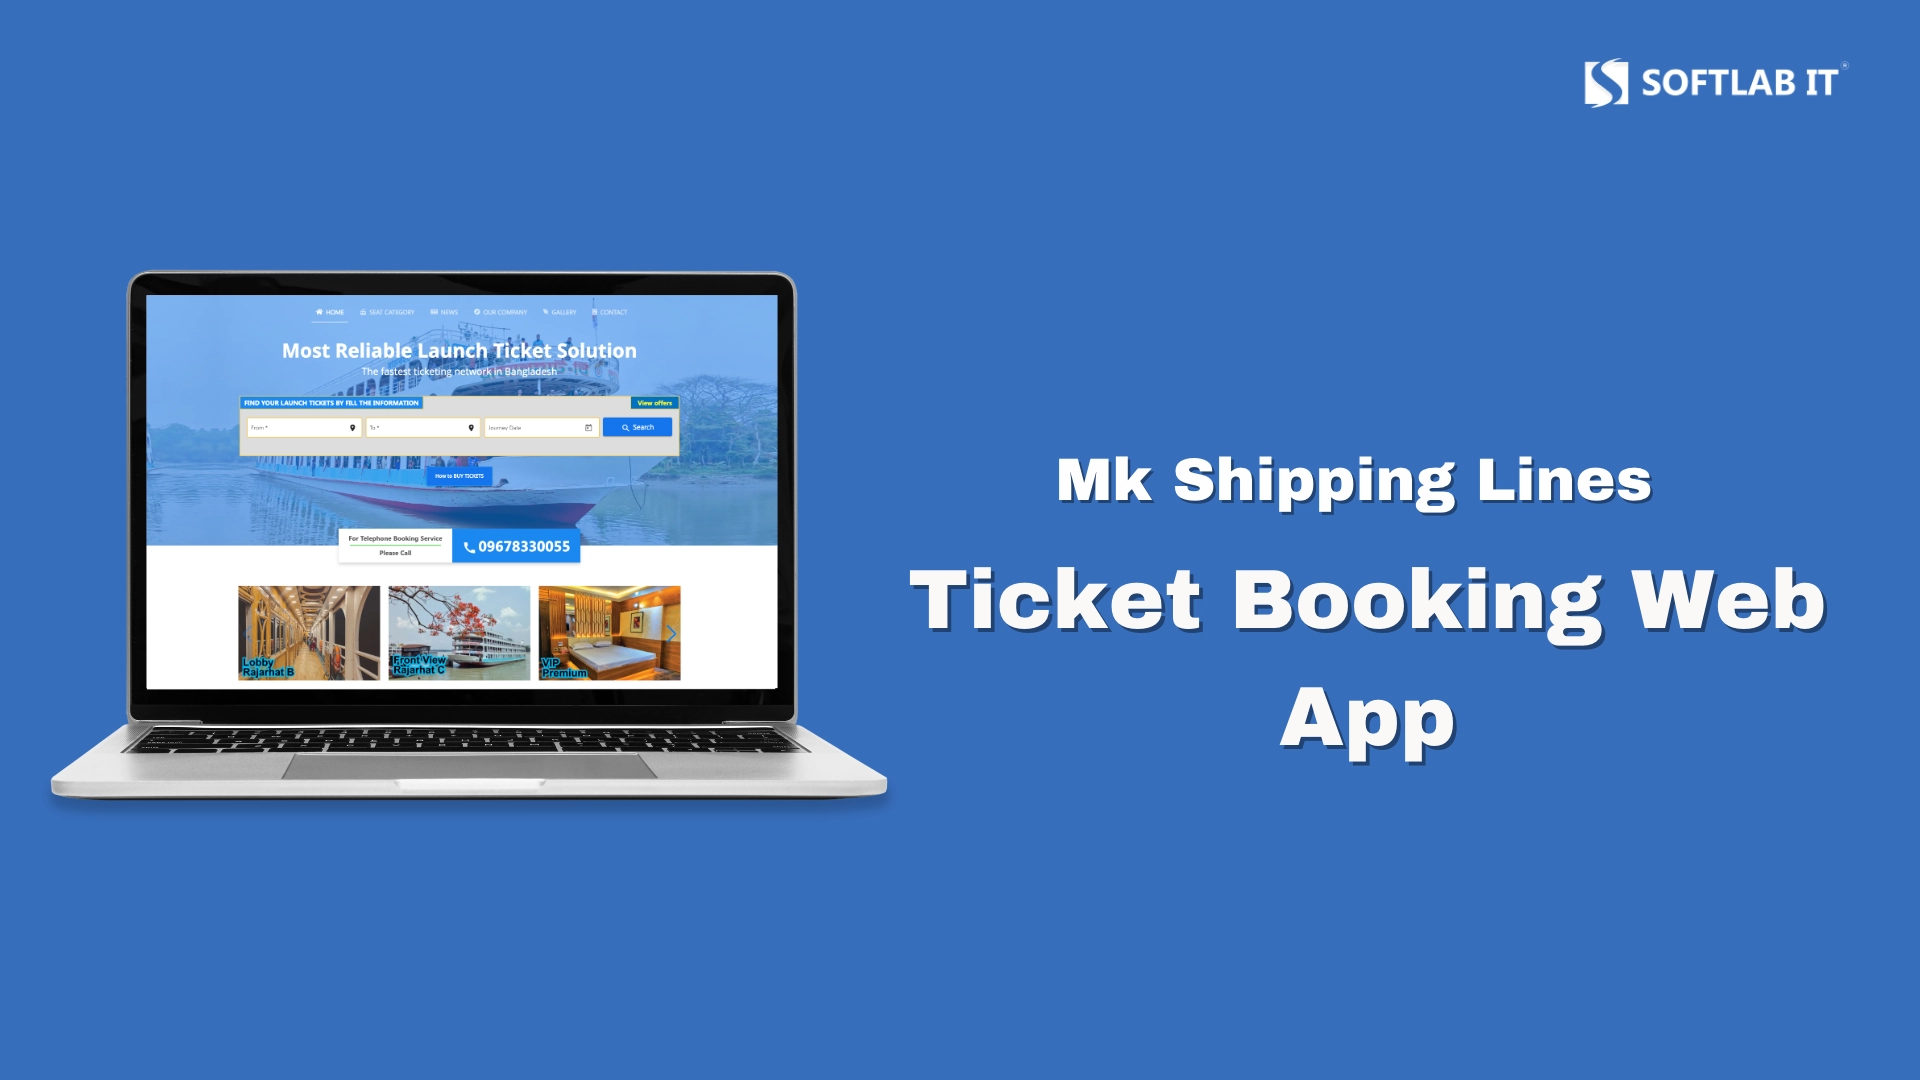 SOFTLAB IT®
HOME SEAT CATEGORY NEWS OUR COMPANY GALLERY CONTACT
Most Reliable Launch Ticket Solution
The fastest ticketing network in Bangladesh
FIND YOUR LAUNCH TICKETS BY FILL THE INFORMATION View offers
From * To * Journey Date Search
How to BUY TICKETS
For Telephone Booking Service
Please Call
09678330055
Lobby
Rajarhat B
Front View
Rajarhat C
VIP
Premium
Mk Shipping Lines
Ticket Booking Web
App